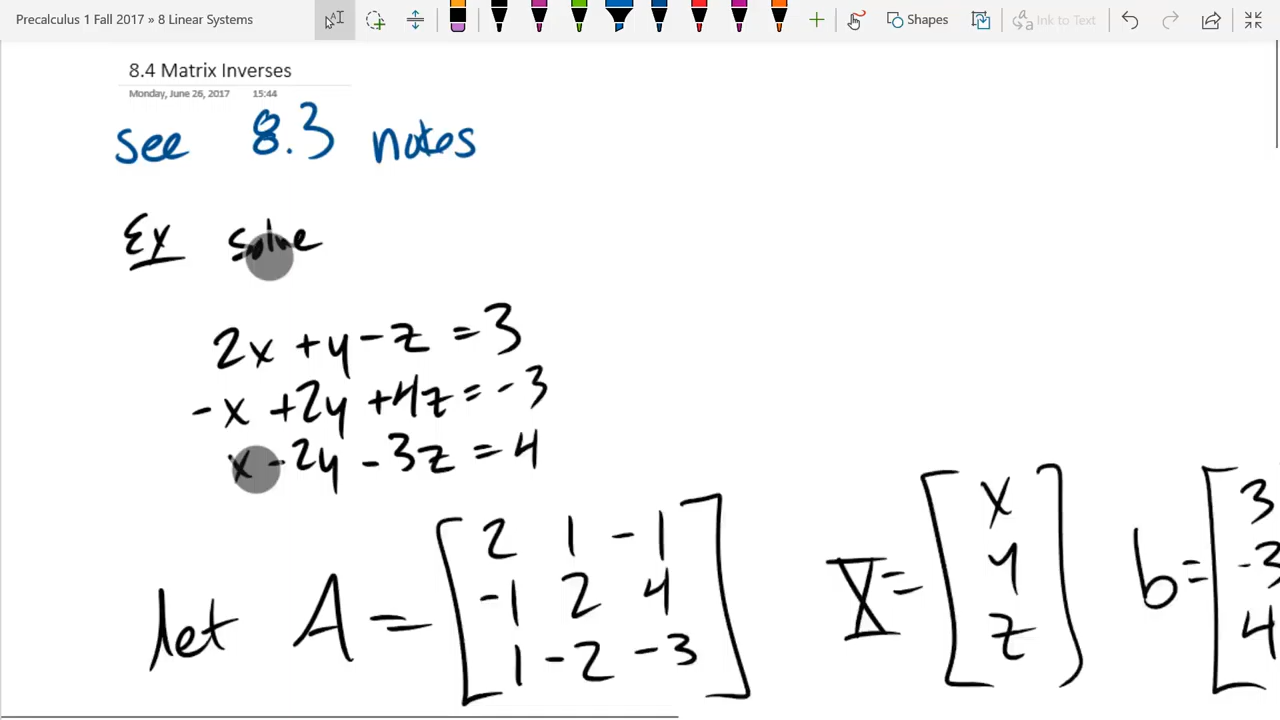 Precalculus 1 Fall 2017 » 8 Linear Systems Shapes Ink to Text
8.4 Matrix Inverses
Monday, June 26, 2017 15:44
see 8.3 notes
Ex solve
2x + y - z = 3
-x + 2y + 4z = -3
x - 2y - 3z = 4
let A = [2 1 -1
-1 2 4
1 -2 -3]
X = [x
y
z]
b = [3
-3
4